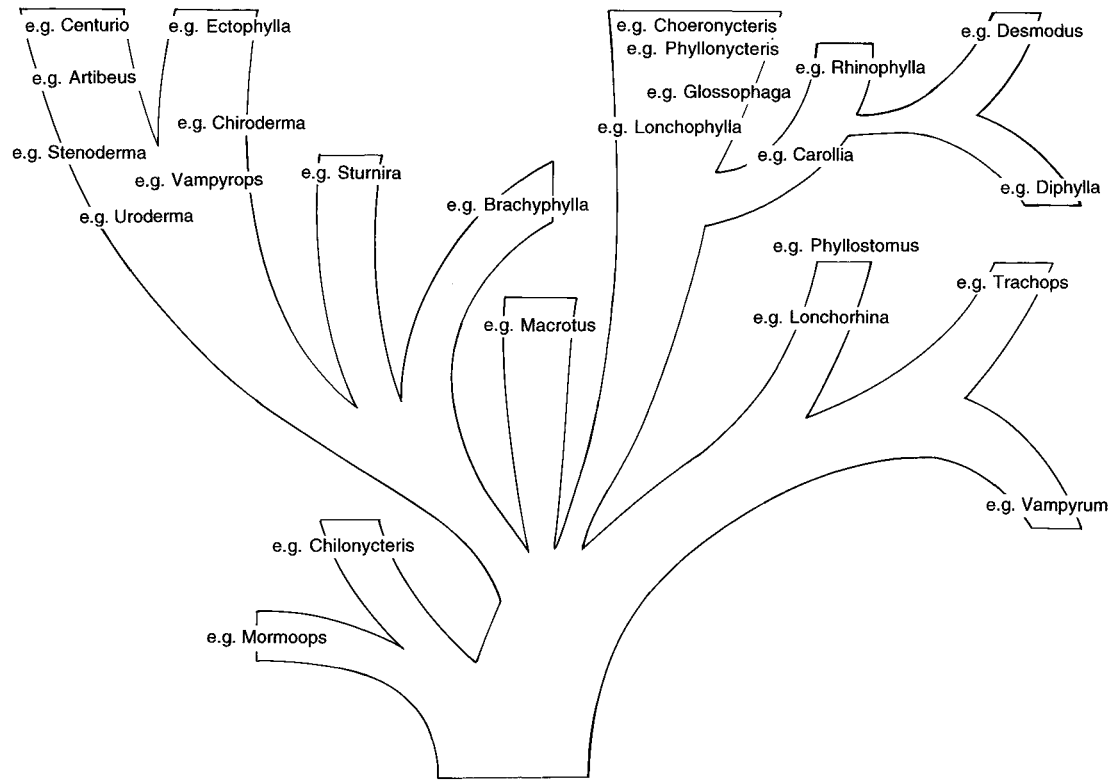 e.g. Centurio
e.g. Ectophylla
e.g. Choeronycteris
e.g. Desmodus
e.g. Phyllonycteris
e.g. Artibeus
e.g. Rhinophylla
e.g. Glossophaga
e.g. Chiroderma
e.g. Lonchophylla
e.g. Stenoderma
e.g. Carollia
e.g. Vampyrops
e.g. Sturnira
e.g. Diphylla
e.g. Brachyphylla
e.g. Uroderma
e.g. Phyllostomus
e.g. Trachops
e.g. Macrotus
e.g. Lonchorhina
e.g. Vampyrum
e.g. Chilonycteris
e.g. Mormoops